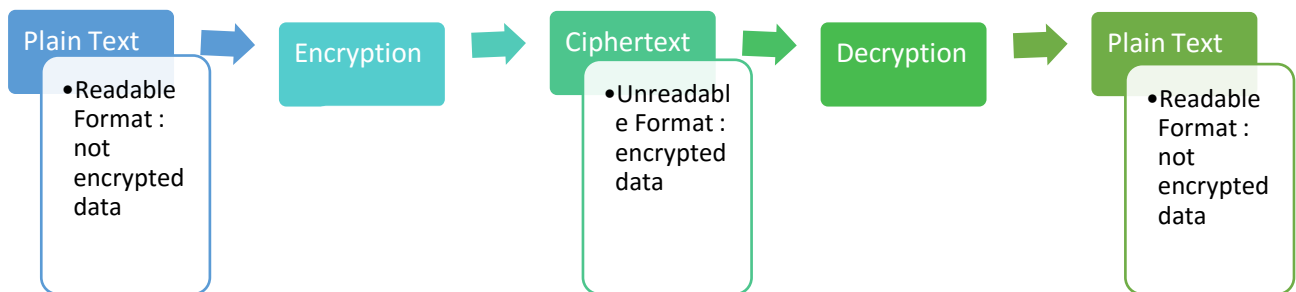 Plain Text
•Readable
Format :
not
encrypted
data
Encryption
Ciphertext
•Unreadabl
e Format :
encrypted
data
Decryption
Plain Text
•Readable
Format :
not
encrypted
data